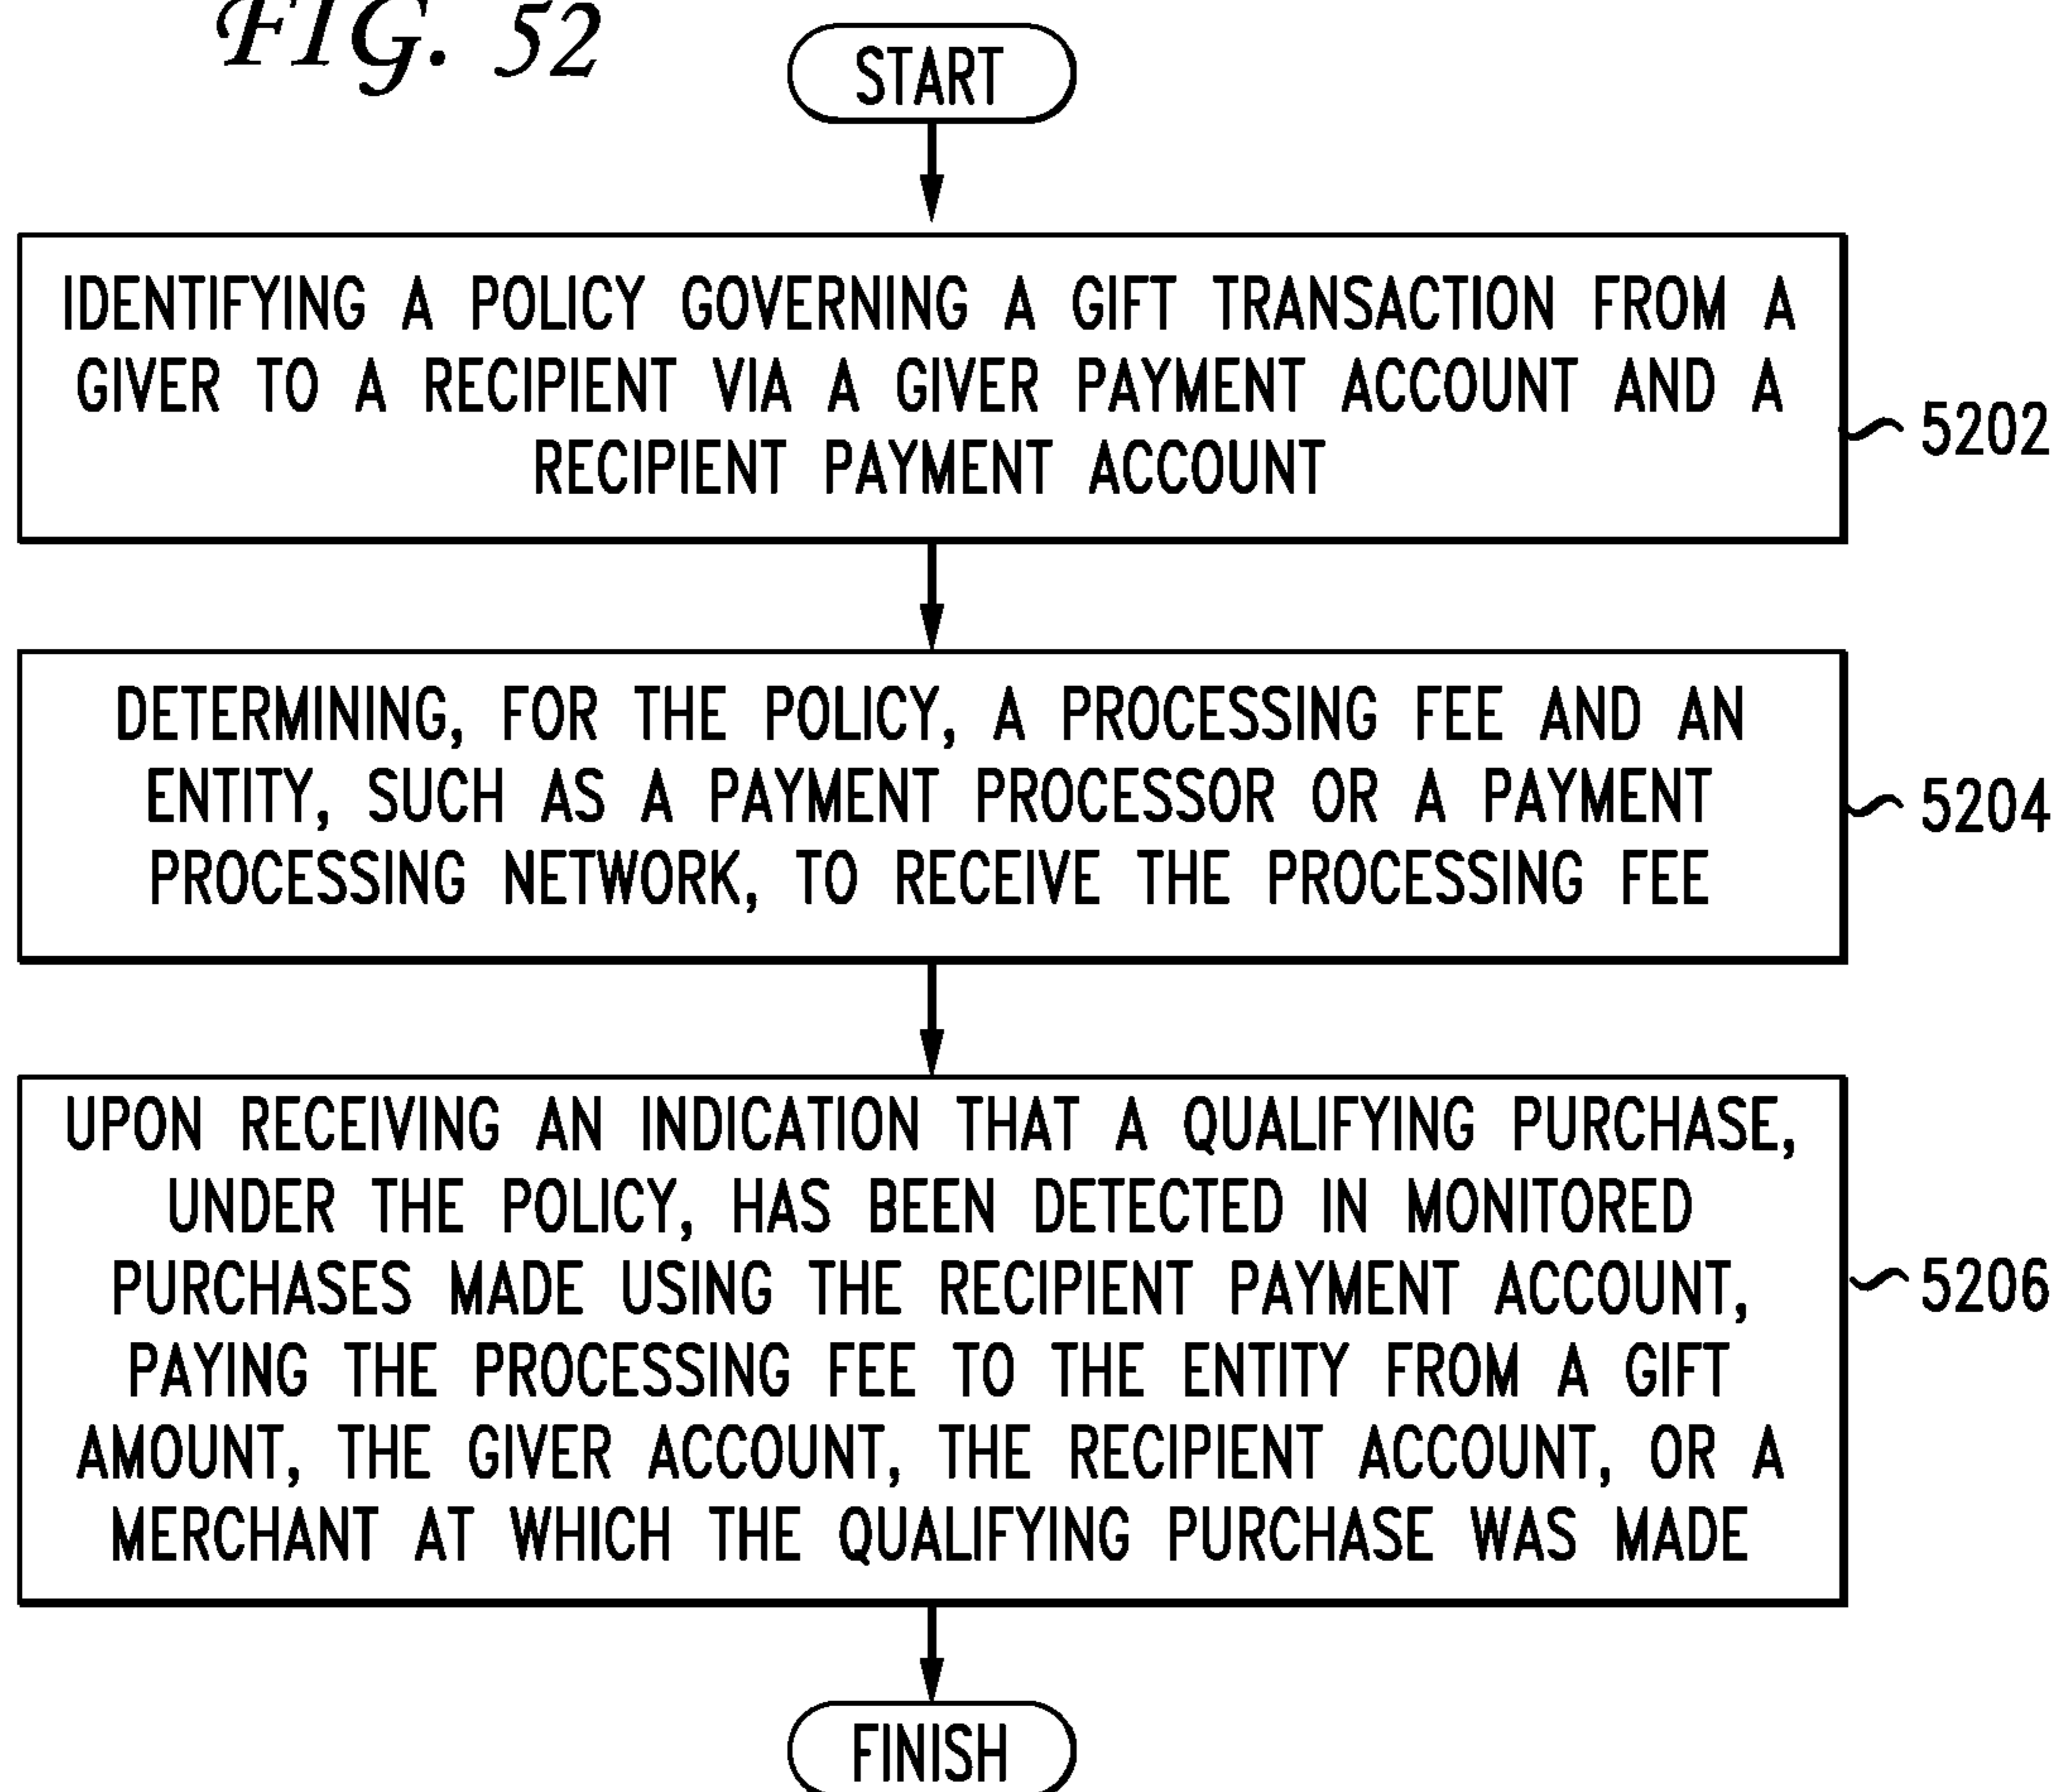 FIG. 52
START
IDENTIFYING A POLICY GOVERNING A GIFT TRANSACTION FROM A
GIVER TO A RECIPIENT VIA A GIVER PAYMENT ACCOUNT AND A
RECIPIENT PAYMENT ACCOUNT
5202
DETERMINING, FOR THE POLICY, A PROCESSING FEE AND AN
ENTITY, SUCH AS A PAYMENT PROCESSOR OR A PAYMENT
PROCESSING NETWORK, TO RECEIVE THE PROCESSING FEE
5204
UPON RECEIVING AN INDICATION THAT A QUALIFYING PURCHASE,
UNDER THE POLICY, HAS BEEN DETECTED IN MONITORED
PURCHASES MADE USING THE RECIPIENT PAYMENT ACCOUNT,
PAYING THE PROCESSING FEE TO THE ENTITY FROM A GIFT
AMOUNT, THE GIVER ACCOUNT, THE RECIPIENT ACCOUNT, OR A
MERCHANT AT WHICH THE QUALIFYING PURCHASE WAS MADE
5206
FINISH